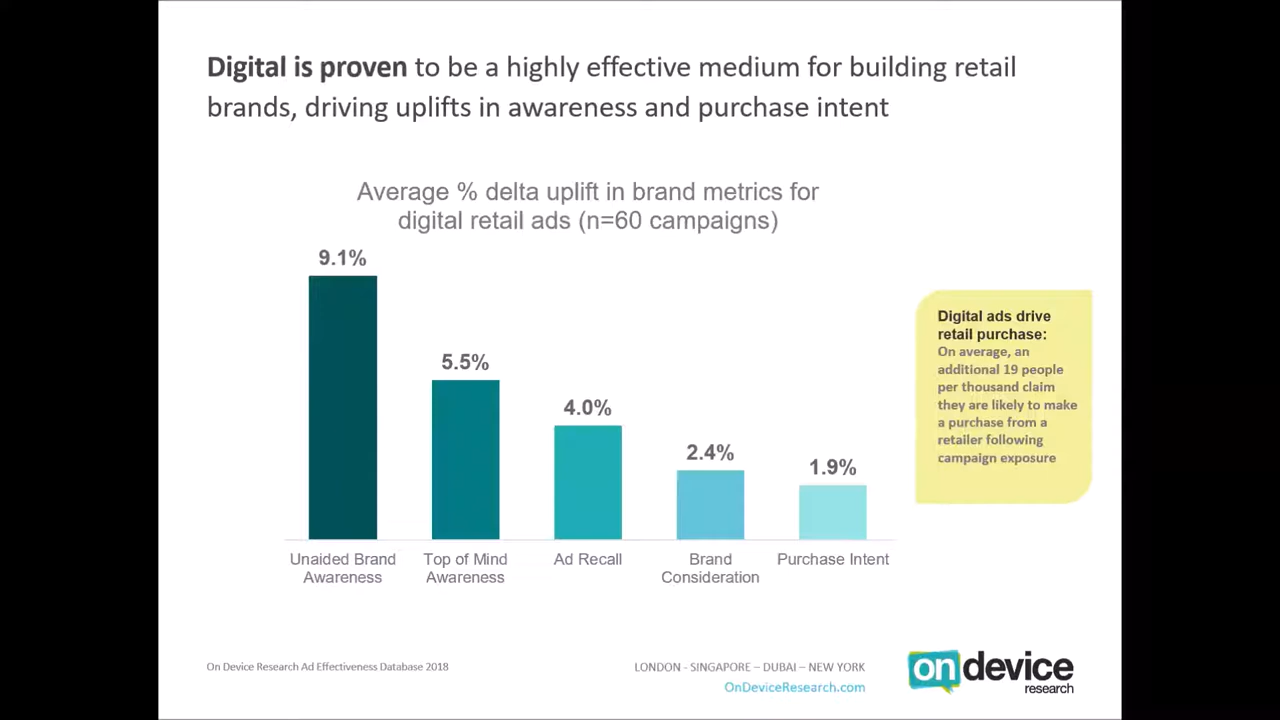 Digital is proven to be a highly effective medium for building retail
brands, driving uplifts in awareness and purchase intent
Average % delta uplift in brand metrics for
digital retail ads (n=60 campaigns)
9.1%
5.5%
4.0%
2.4%
1.9%
Unaided Brand
Awareness
Top of Mind
Awareness
Ad Recall
Brand
Consideration
Purchase Intent
Digital ads drive
retail purchase:
On average, an
additional 19 people
per thousand claim
they are likely to make
a purchase from a
retailer following
campaign exposure
On Device Research Ad Effectiveness Database 2018
LONDON - SINGAPORE – DUBAI – NEW YORK
OnDeviceResearch.com
on device
research